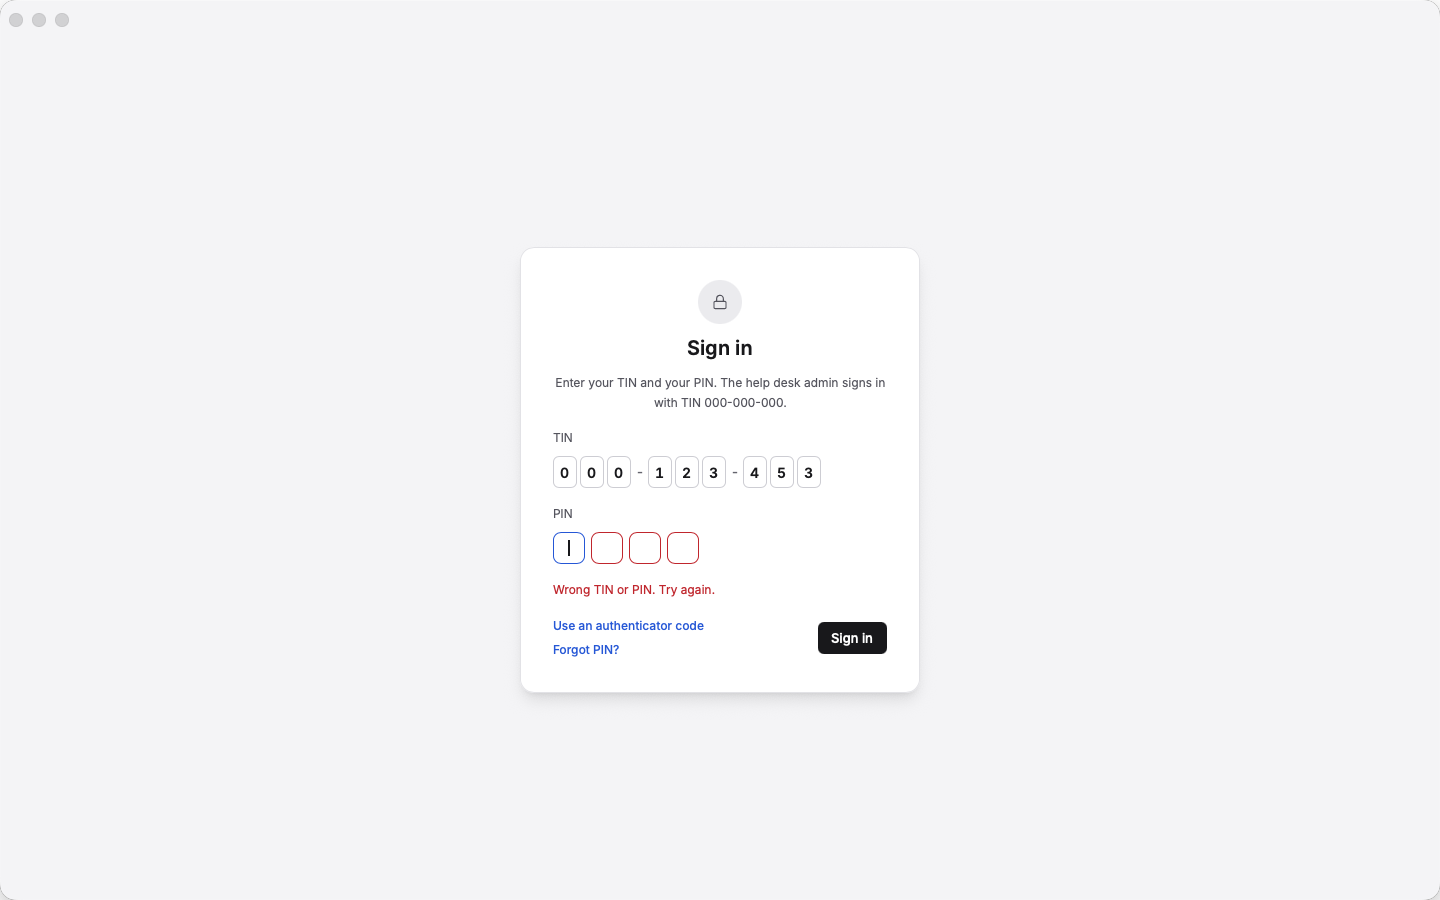 Sign in
Enter your TIN and your PIN. The help desk admin signs in
with TIN 000-000-000.
TIN
0 0 0 - 1 2 3 - 4 5 3
PIN
Wrong TIN or PIN. Try again.
Use an authenticator code
Forgot PIN?
Sign in